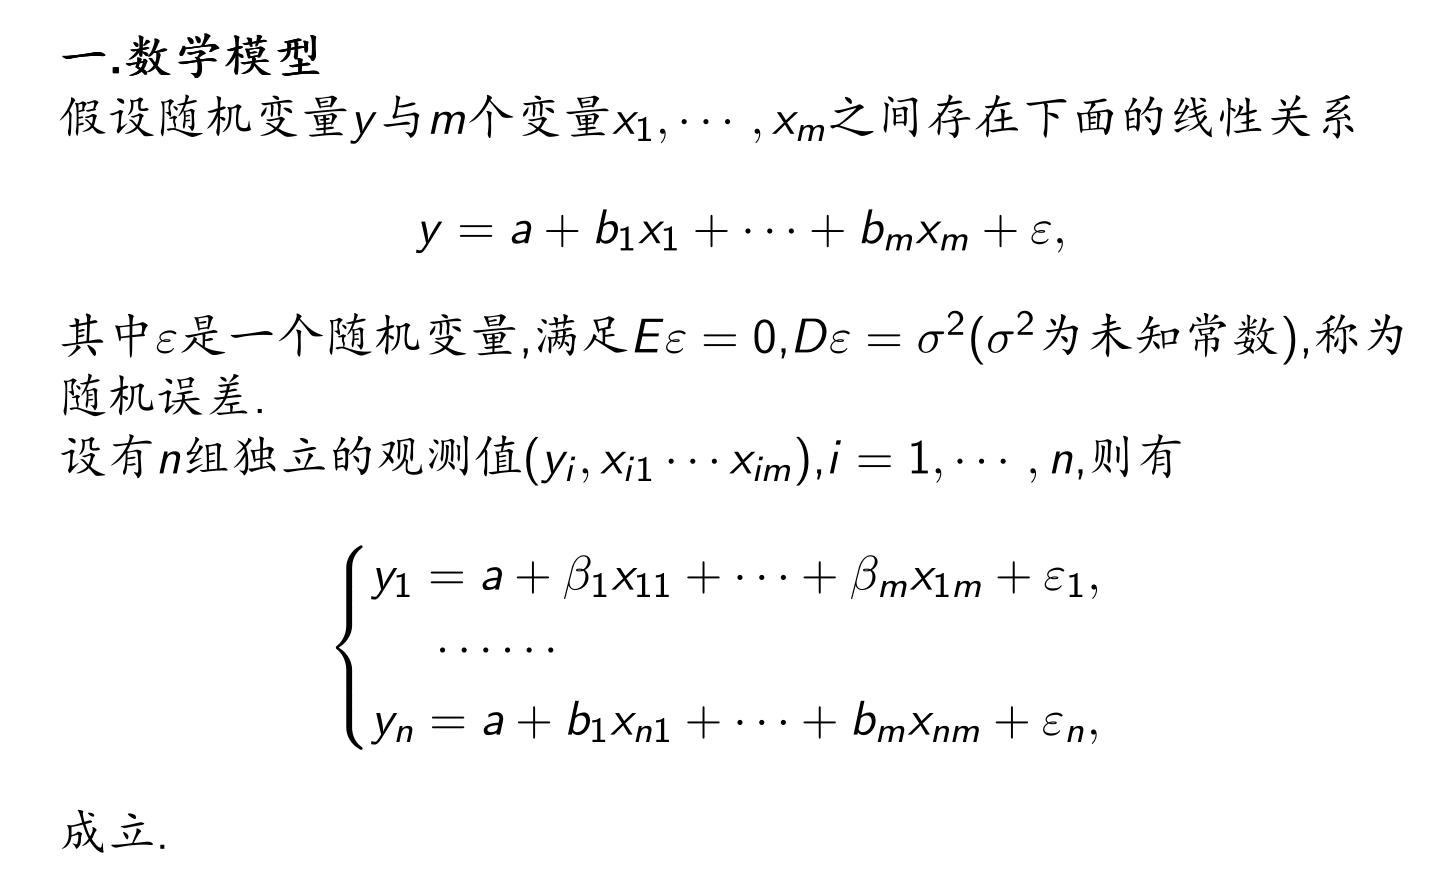 一.数学模型
假设随机变量y与m个变量x₁,⋯ ,xₘ之间存在下面的线性关系
y = a + b₁x₁ + ⋯ + bₘxₘ + ε,
其中ε是一个随机变量,满足Eε = 0,Dε = σ²(σ²为未知常数),称为
随机误差.
设有n组独立的观测值(yᵢ, xᵢ₁ ⋯ xᵢₘ),i = 1,⋯ , n,则有
y₁ = a + β₁x₁₁ + ⋯ + βₘx₁ₘ + ε₁,
⋯⋯
yₙ = a + b₁xₙ₁ + ⋯ + bₘxₙₘ + εₙ,
成立.